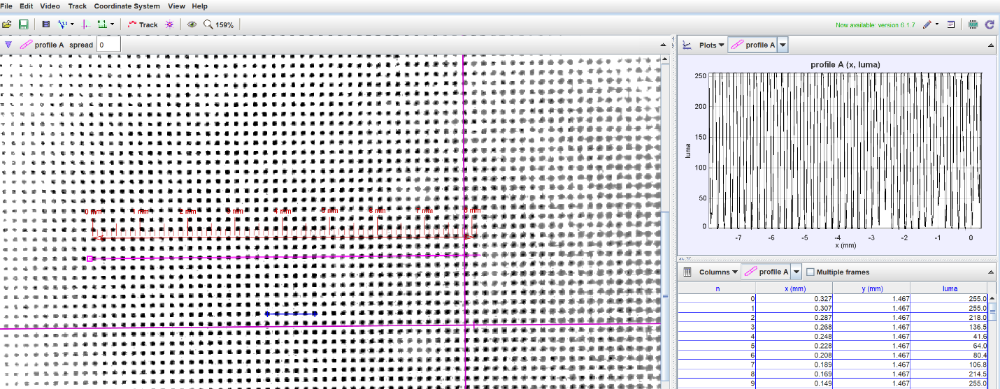 File Edit Video Track Coordinate System View Help
Track 159% Now available: version 6.1.7
profile A spread 0
0 mm 1 mm 2 mm 3 mm 4 mm 5 mm 6 mm 7 mm 8 mm
Plots profile A
profile A (x, luma)
luma
250
200
150
100
50
0
-7 -6 -5 -4 -3 -2 -1 0
x (mm)
Columns profile A Multiple frames
n x (mm) y (mm) luma
0 0.327 1.467 255.0
1 0.307 1.467 255.0
2 0.287 1.467 218.0
3 0.268 1.467 136.5
4 0.248 1.467 41.6
5 0.228 1.467 64.0
6 0.208 1.467 80.4
7 0.189 1.467 106.8
8 0.169 1.467 214.5
9 0.149 1.467 255.0